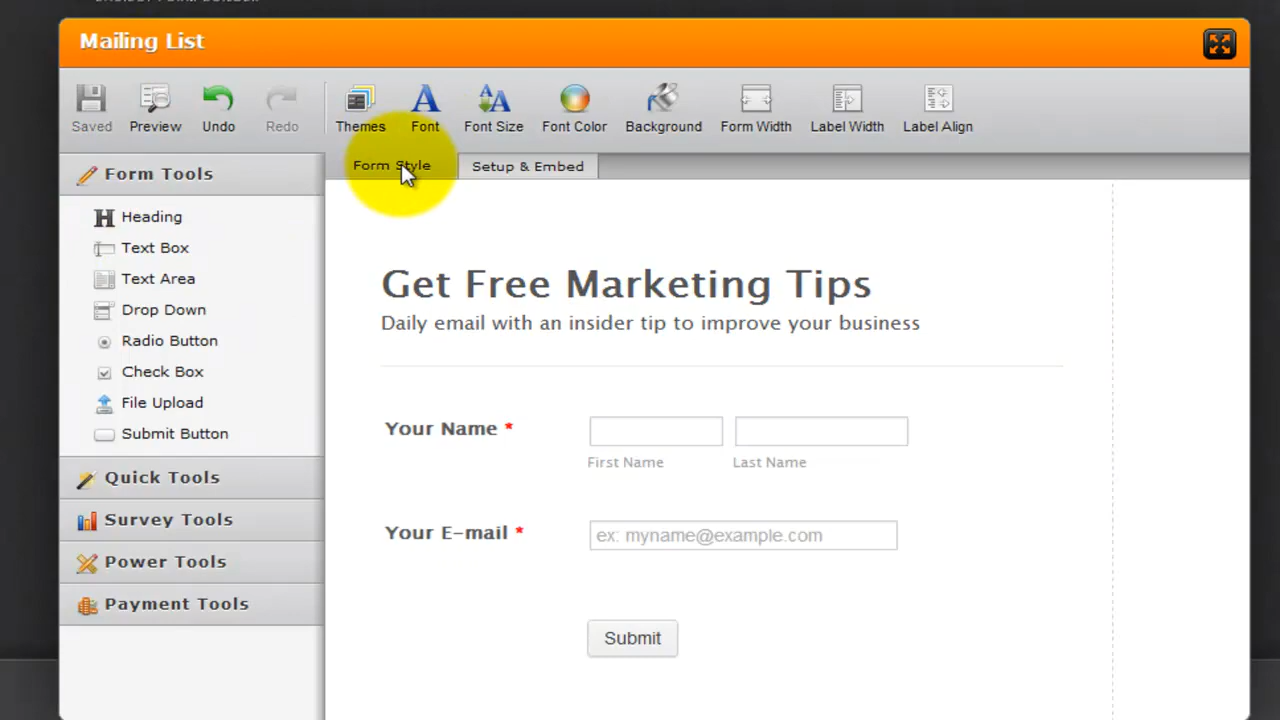 Mailing List
Saved Preview Undo Redo Themes Font Font Size Font Color Background Form Width Label Width Label Align
Form Style Setup & Embed
Form Tools
Heading
Text Box
Text Area
Drop Down
Radio Button
Check Box
File Upload
Submit Button
Quick Tools
Survey Tools
Power Tools
Payment Tools
Get Free Marketing Tips
Daily email with an insider tip to improve your business
Your Name *
First Name Last Name
Your E-mail * ex: myname@example.com
Submit